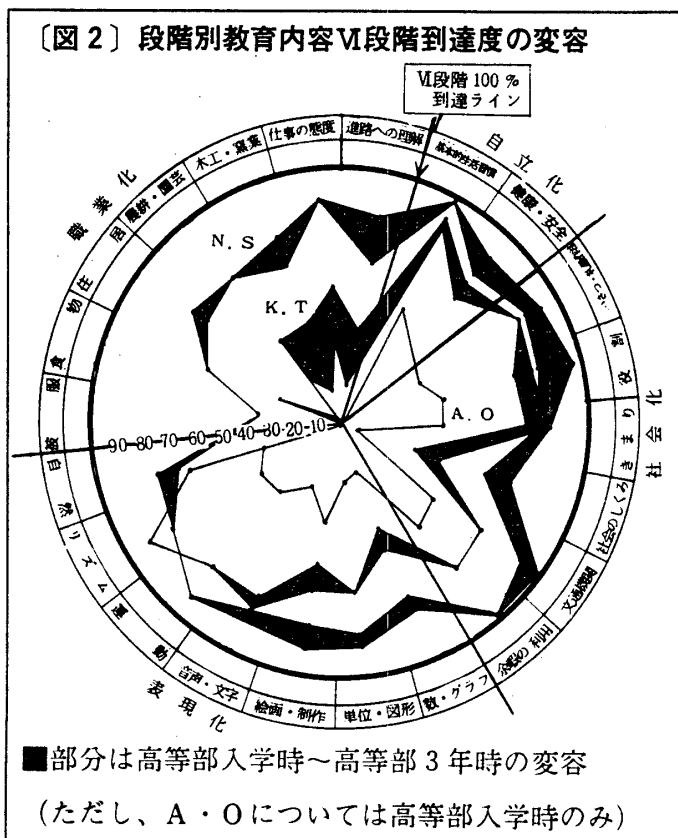 〔図2〕段階別教育内容Ⅵ段階到達度の変容
Ⅵ段階100%
到達ライン
自立化
社会化
表現化
職業化
仕事の態度
進路への理解
基本的生活習慣
健康・安全
役割
きまり
社会のしくみ
交通機関
余暇の利用
数・グラフ
単位・図形
絵画・制作
音声・文字
運動
リズム
自然
被服
食物
住居
農耕・園芸
木工・窯業
N.S
K.T
A.O
90-80-70-60-50-40-30-20-10-
■部分は高等部入学時～高等部3年時の変容
(ただし、A・Oについては高等部入学時のみ)